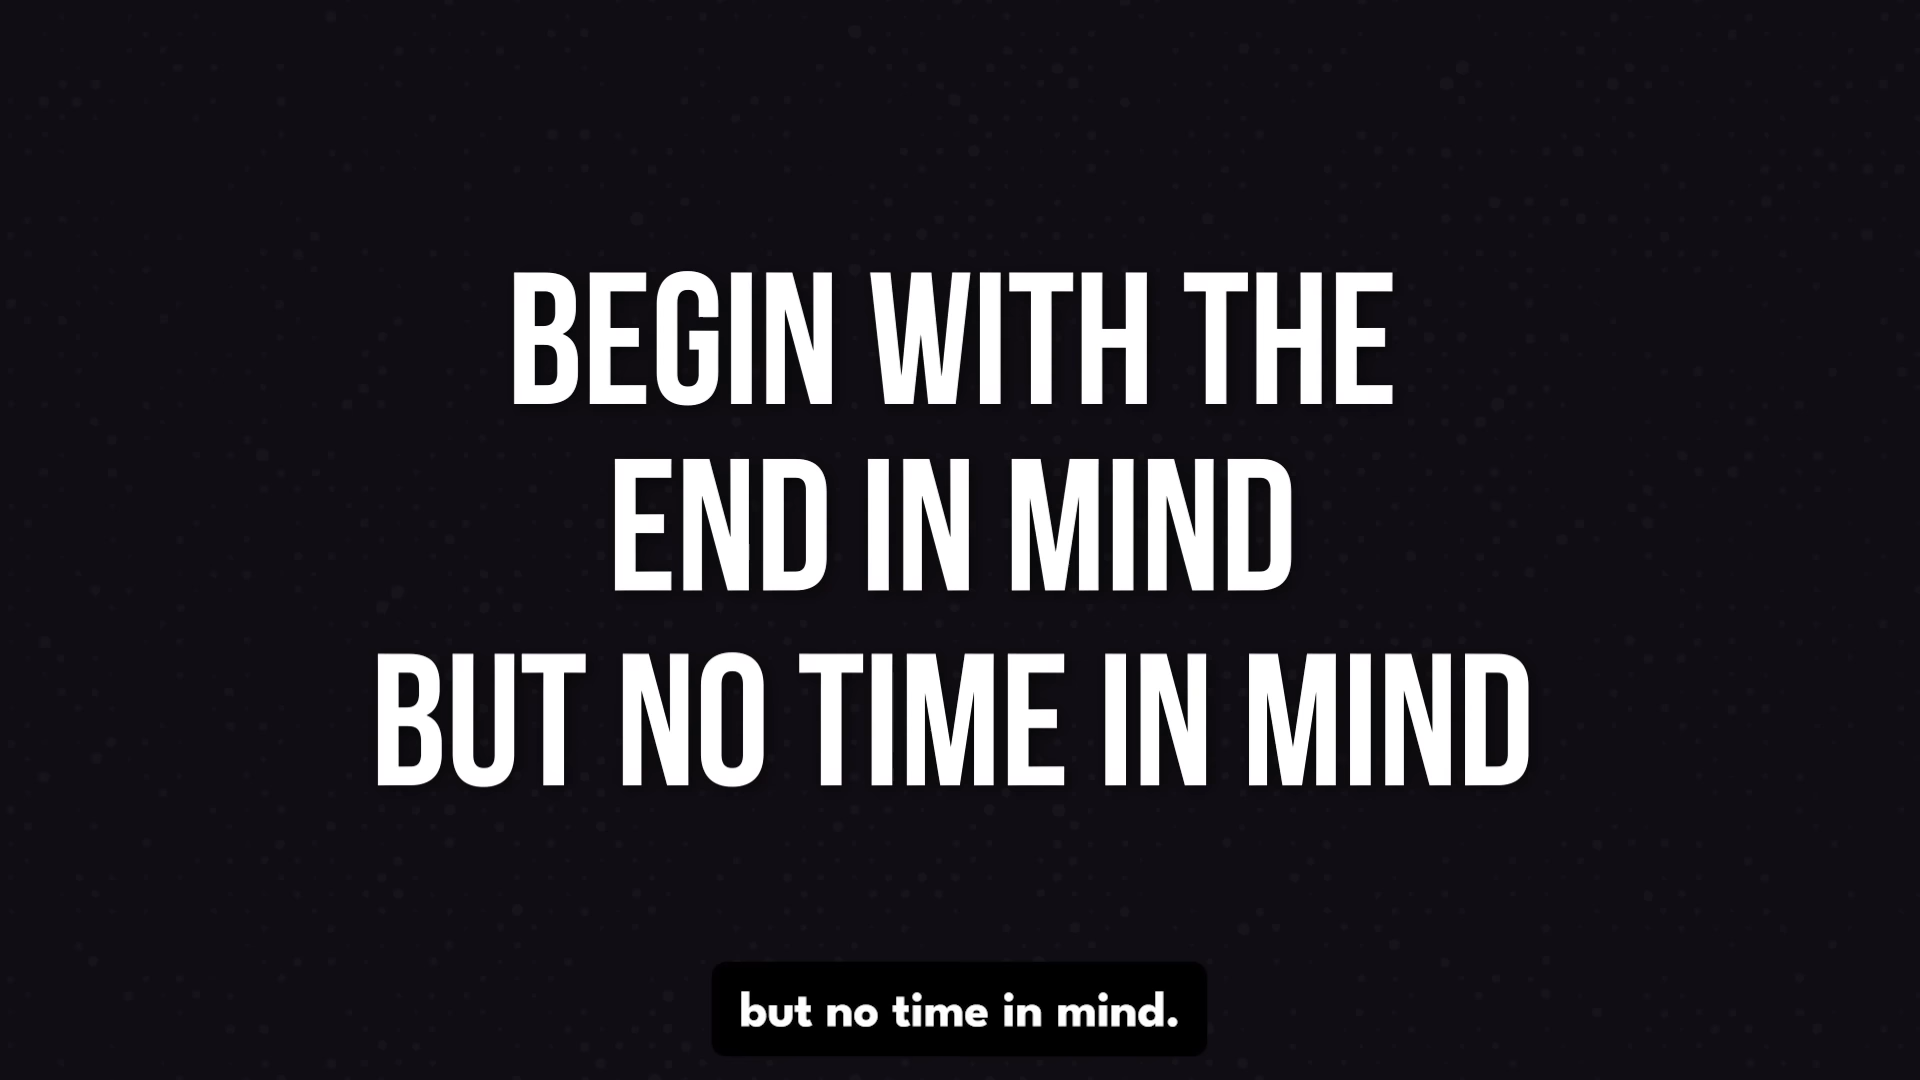 BEGIN WITH THE
END IN MIND
BUT NO TIME IN MIND
but no time in mind.